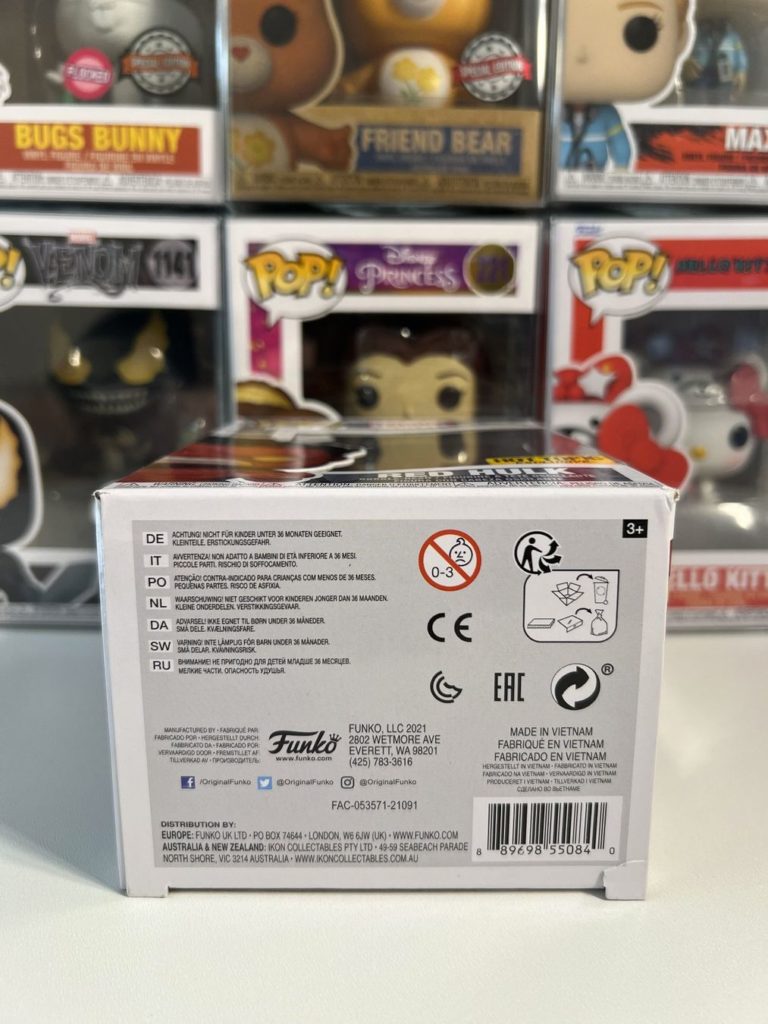 FLOCKED
SPECIAL EDITION
BUGS BUNNY
SPECIAL EDITION
FRIEND BEAR
MAX
VENOM 1141
POP!
Disney
PRINCESS
POP!
HELLO KITTY
HELLO KITTY
RED HULK
3+
DE ACHTUNG! NICHT FÜR KINDER UNTER 36 MONATEN GEEIGNET.
KLEINTEILE, ERSTICKUNGSGEFAHR.
IT AVVERTENZA! NON ADATTO A BAMBINI DI ETÀ INFERIORE A 36 MESI.
PICCOLE PARTI. RISCHIO DI SOFFOCAMENTO.
PO ATENÇÃO! CONTRA-INDICADO PARA CRIANÇAS COM MENOS DE 36 MESES.
PEQUENAS PARTES. RISCO DE ASFIXIA.
NL WAARSCHUWING! NIET GESCHIKT VOOR KINDEREN JONGER DAN 36 MAANDEN.
KLEINE ONDERDELEN. VERSTIKKINGSGEVAAR.
DA ADVARSEL! IKKE EGNET TIL BØRN UNDER 36 MÅNEDER.
SMÅ DELE. KVÆLNINGSFARE.
SW VARNING! INTE LÄMPLIG FÖR BARN UNDER 36 MÅNADER.
SMÅ DELAR. KVÄVNINGSRISK.
RU ВНИМАНИЕ! НЕ ПРИГОДНО ДЛЯ ДЕТЕЙ МЛАДШЕ 36 МЕСЯЦЕВ.
МЕЛКИЕ ЧАСТИ. ОПАСНОСТЬ УДУШЬЯ.
0-3
CE
EAC
®
MANUFACTURED BY • FABRIQUÉ PAR:
FABRICADO POR • HERGESTELLT DURCH:
FABBRICATO DA • FABRICADO POR:
VERVAARDIGD DOOR • FREMSTILLET AF:
TILLVERKAD AV • ПРОИЗВОДИТЕЛЬ:
Funko
www.funko.com
FUNKO, LLC 2021
2802 WETMORE AVE
EVERETT, WA 98201
(425) 783-3616
/OriginalFunko @OriginalFunko @OriginalFunko
FAC-053571-21091
MADE IN VIETNAM
FABRIQUÉ EN VIETNAM
FABRICADO EN VIETNAM
HERGESTELLT IN VIETNAM • FABBRICATO IN VIETNAM
FABRICADO NA VIETNAM • VERVAARDIGD IN VIETNAM
PRODUCERET I VIETNAM • TILLVERKAD I VIETNAM
СДЕЛАНО ВО ВЬЕТНАМЕ
DISTRIBUTION BY:
EUROPE: FUNKO UK LTD • PO BOX 74644 • LONDON, W6 6JW (UK) • WWW.FUNKO.COM
AUSTRALIA & NEW ZEALAND: IKON COLLECTABLES PTY LTD • 49-59 SEABEACH PARADE
NORTH SHORE, VIC 3214 AUSTRALIA • WWW.IKONCOLLECTABLES.COM.AU
8 89698 55084 0